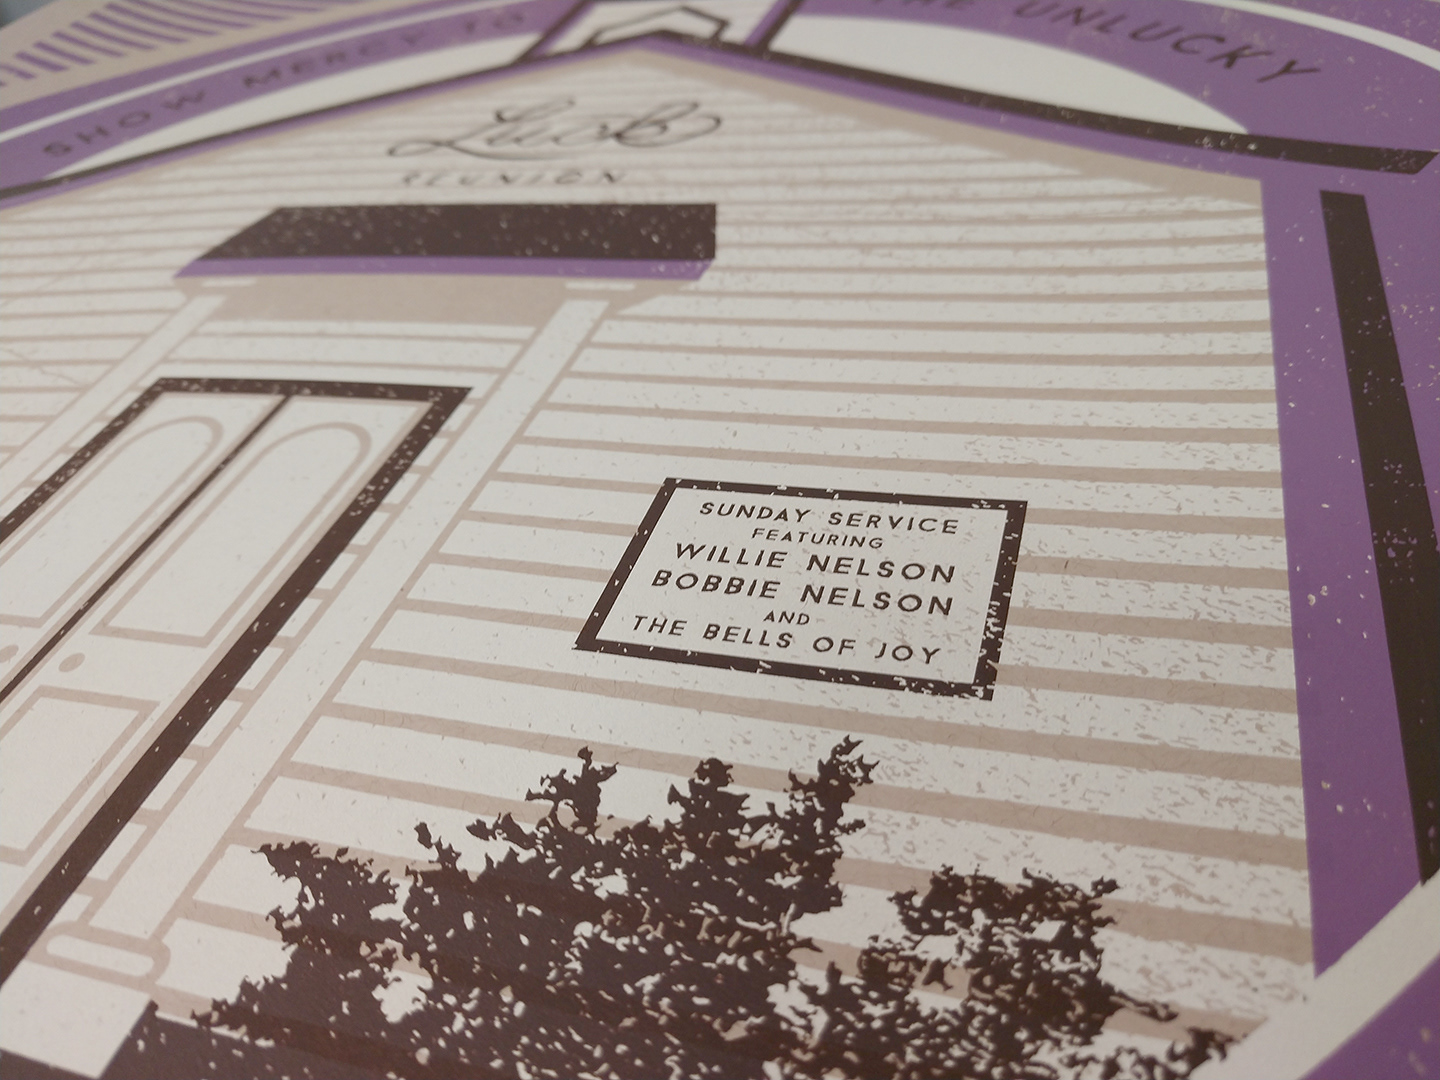 SHOW MERCY TO
THE UNLUCKY
Luck
REUNION
SUNDAY SERVICE
FEATURING
WILLIE NELSON
BOBBIE NELSON
AND
THE BELLS OF JOY